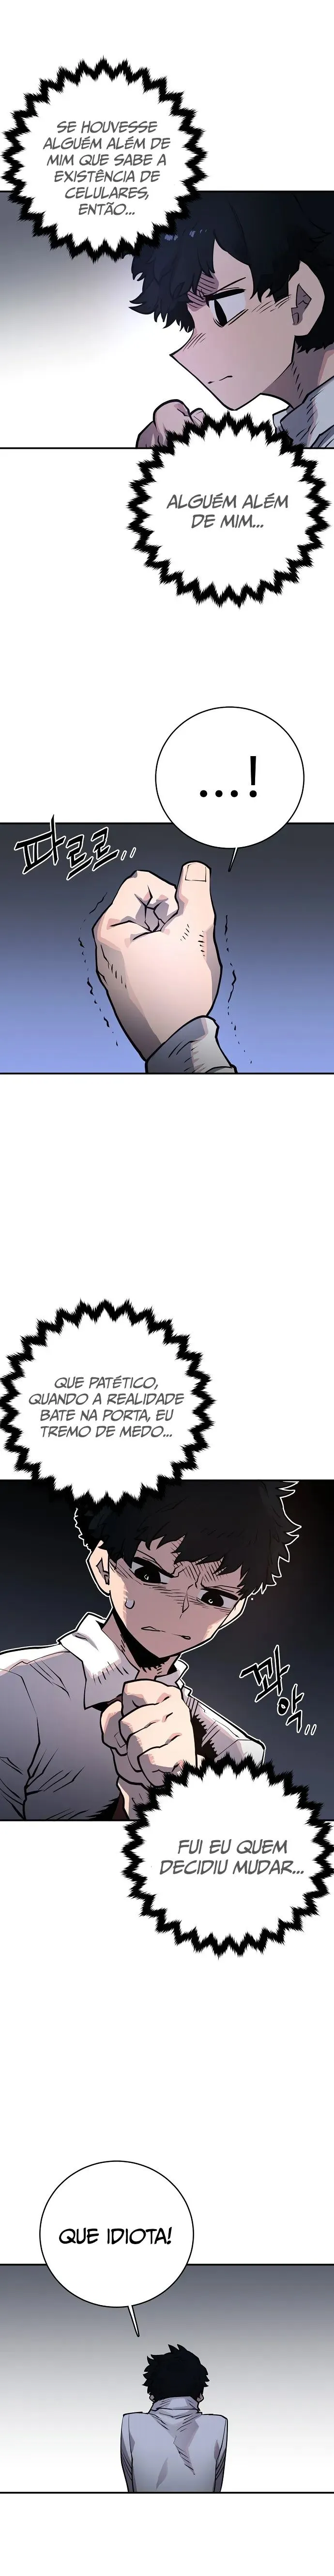 SE HOUVESSE
ALGUÉM ALÉM DE
MIM QUE SABE A
EXISTÊNCIA DE
CELULARES,
ENTÃO...
ALGUÉM ALÉM
DE MIM...
...!
파르르..
QUE PATÉTICO,
QUANDO A REALIDADE
BATE NA PORTA, EU
TREMO DE MEDO...
꽈악..
FUI EU QUEM
DECIDIU MUDAR...
QUE IDIOTA!